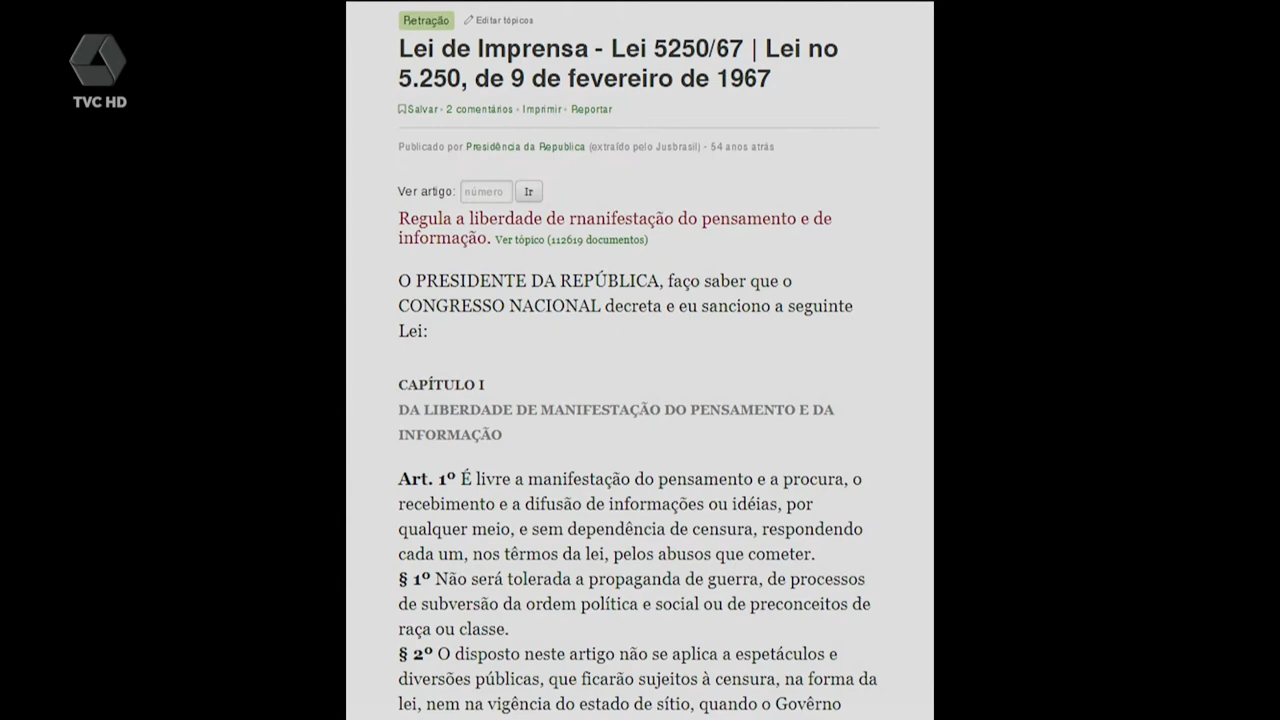 TVC HD
Retração Editar tópicos
Lei de Imprensa - Lei 5250/67 | Lei no
5.250, de 9 de fevereiro de 1967
Salvar • 2 comentários • Imprimir • Reportar
Publicado por Presidência da Republica (extraído pelo Jusbrasil) - 54 anos atrás
Ver artigo: número Ir
Regula a liberdade de rnanifestação do pensamento e de
informação. Ver tópico (112619 documentos)
O PRESIDENTE DA REPÚBLICA, faço saber que o
CONGRESSO NACIONAL decreta e eu sanciono a seguinte
Lei:
CAPÍTULO I
DA LIBERDADE DE MANIFESTAÇÃO DO PENSAMENTO E DA
INFORMAÇÃO
Art. 1º É livre a manifestação do pensamento e a procura, o
recebimento e a difusão de informações ou idéias, por
qualquer meio, e sem dependência de censura, respondendo
cada um, nos têrmos da lei, pelos abusos que cometer.
§ 1º Não será tolerada a propaganda de guerra, de processos
de subversão da ordem política e social ou de preconceitos de
raça ou classe.
§ 2º O disposto neste artigo não se aplica a espetáculos e
diversões públicas, que ficarão sujeitos à censura, na forma da
lei, nem na vigência do estado de sítio, quando o Govêrno